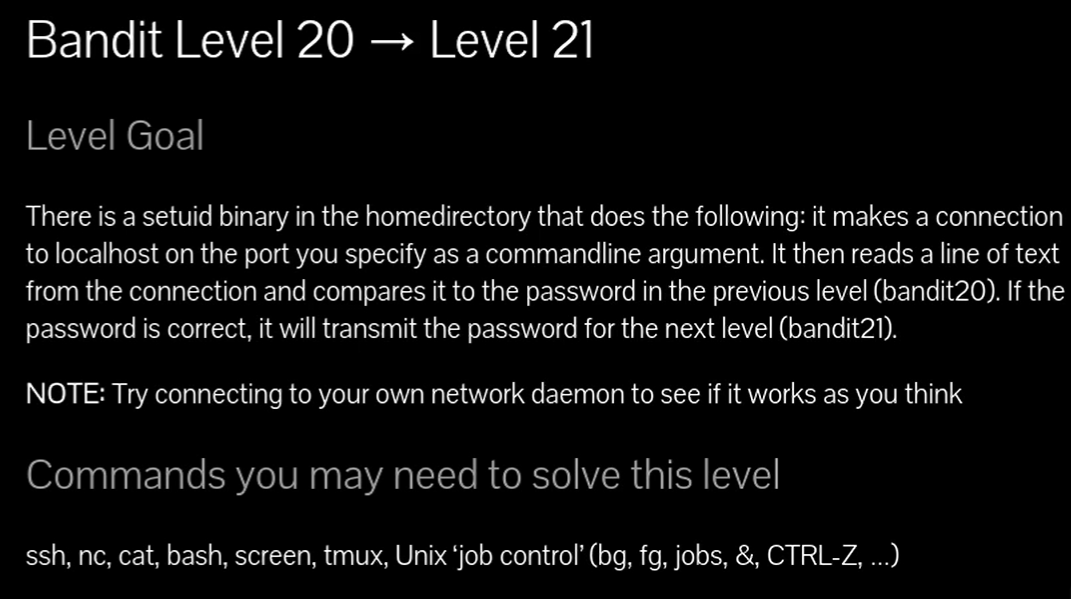 Bandit Level 20 → Level 21
Level Goal
There is a setuid binary in the homedirectory that does the following: it makes a connection
to localhost on the port you specify as a commandline argument. It then reads a line of text
from the connection and compares it to the password in the previous level (bandit20). If the
password is correct, it will transmit the password for the next level (bandit21).
NOTE: Try connecting to your own network daemon to see if it works as you think
Commands you may need to solve this level
ssh, nc, cat, bash, screen, tmux, Unix ‘job control’ (bg, fg, jobs, &, CTRL-Z, …)